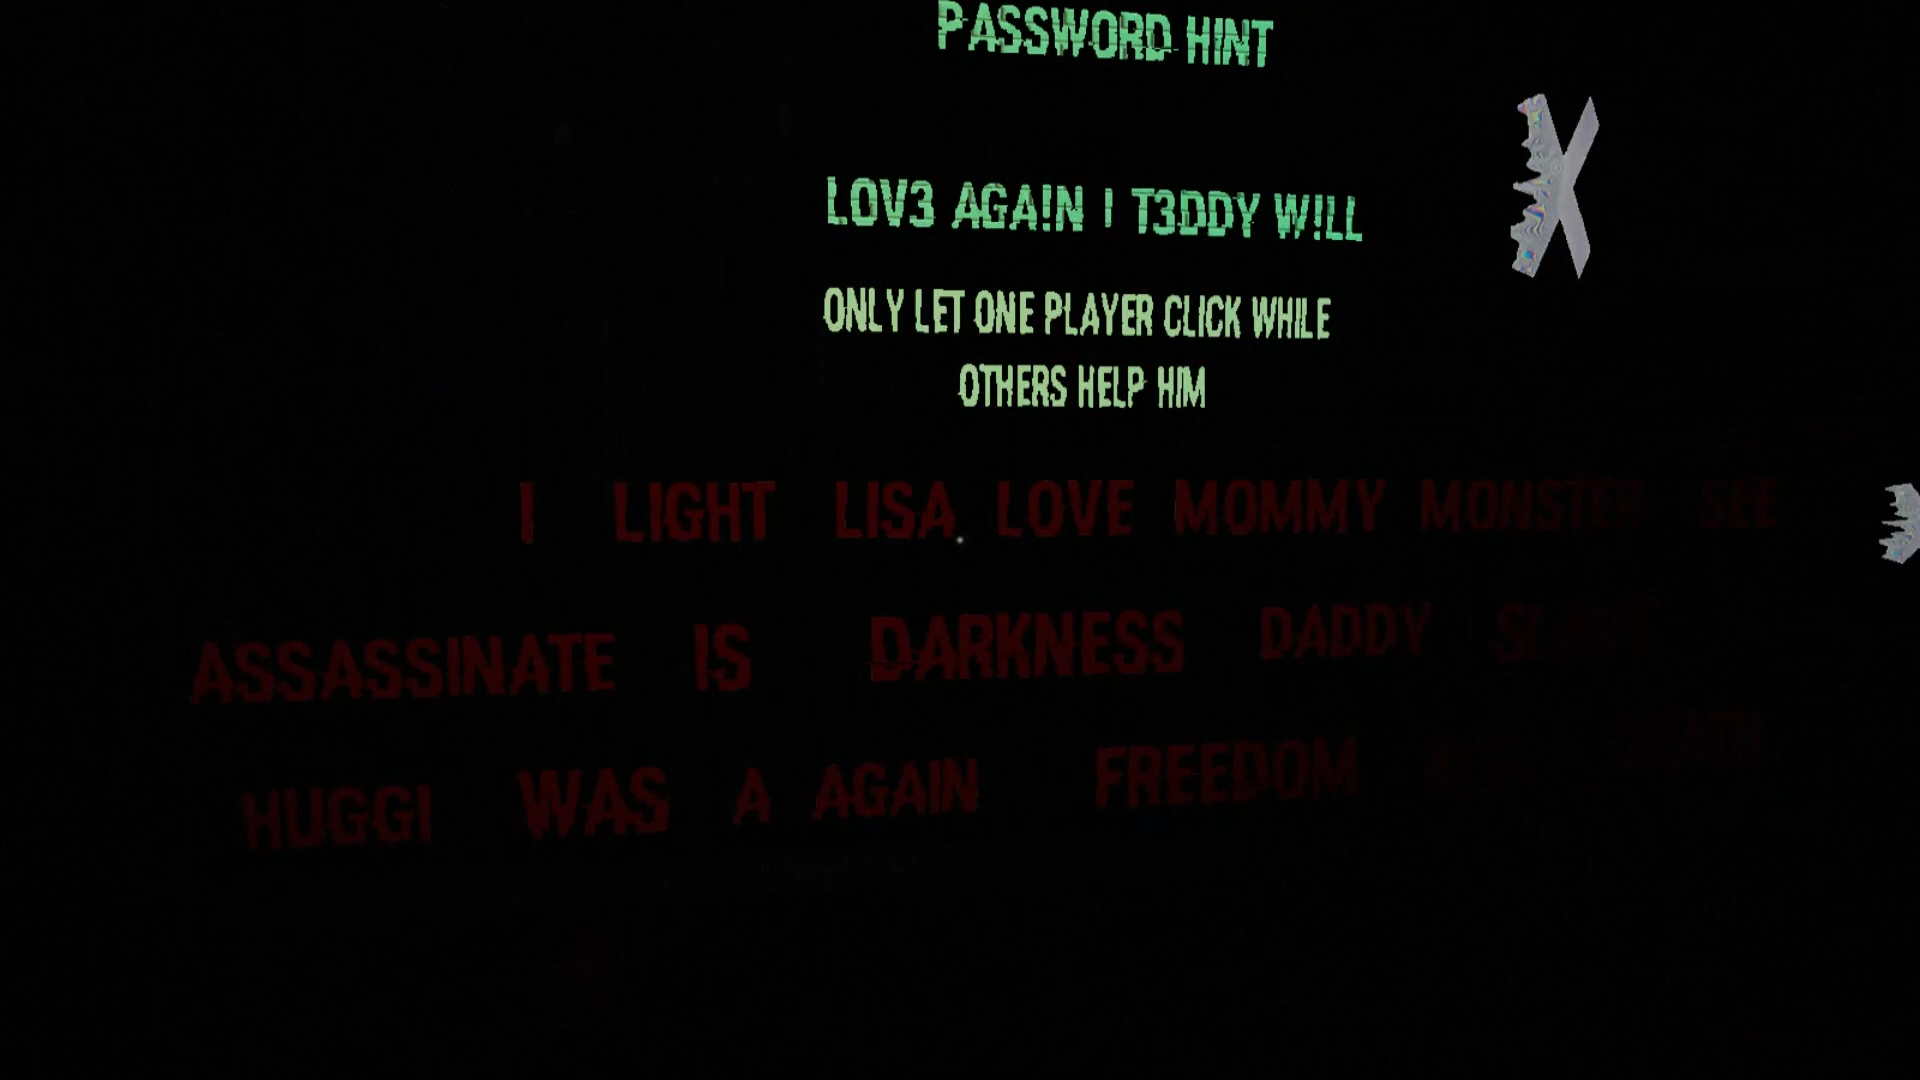 PASSWORD HINT
LOV3 AGA!N I T3DDY W!LL
ONLY LET ONE PLAYER CLICK WHILE
OTHERS HELP HIM
I LIGHT LISA LOVE MOMMY MONSTER SEE
ASSASSINATE IS DARKNESS DADDY
HUGGI WAS A AGAIN FREEDOM